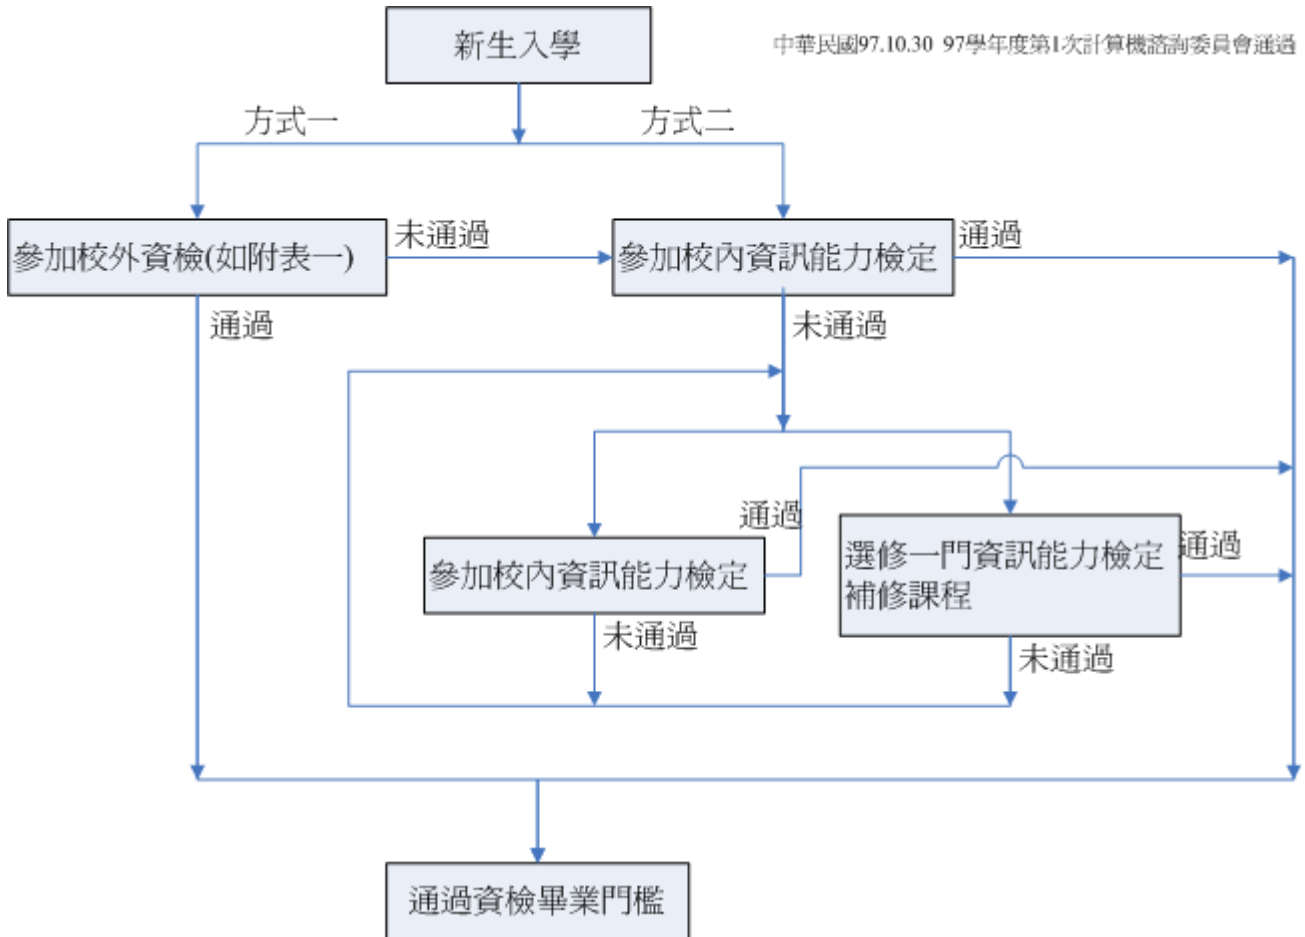 新生入學
中華民國97.10.30 97學年度第1次計算機諮詢委員會通過
方式一
方式二
參加校外資檢(如附表一)
未通過
參加校內資訊能力檢定
通過
通過
未通過
通過
參加校內資訊能力檢定
選修一門資訊能力檢定
補修課程
通過
未通過
未通過
通過資檢畢業門檻